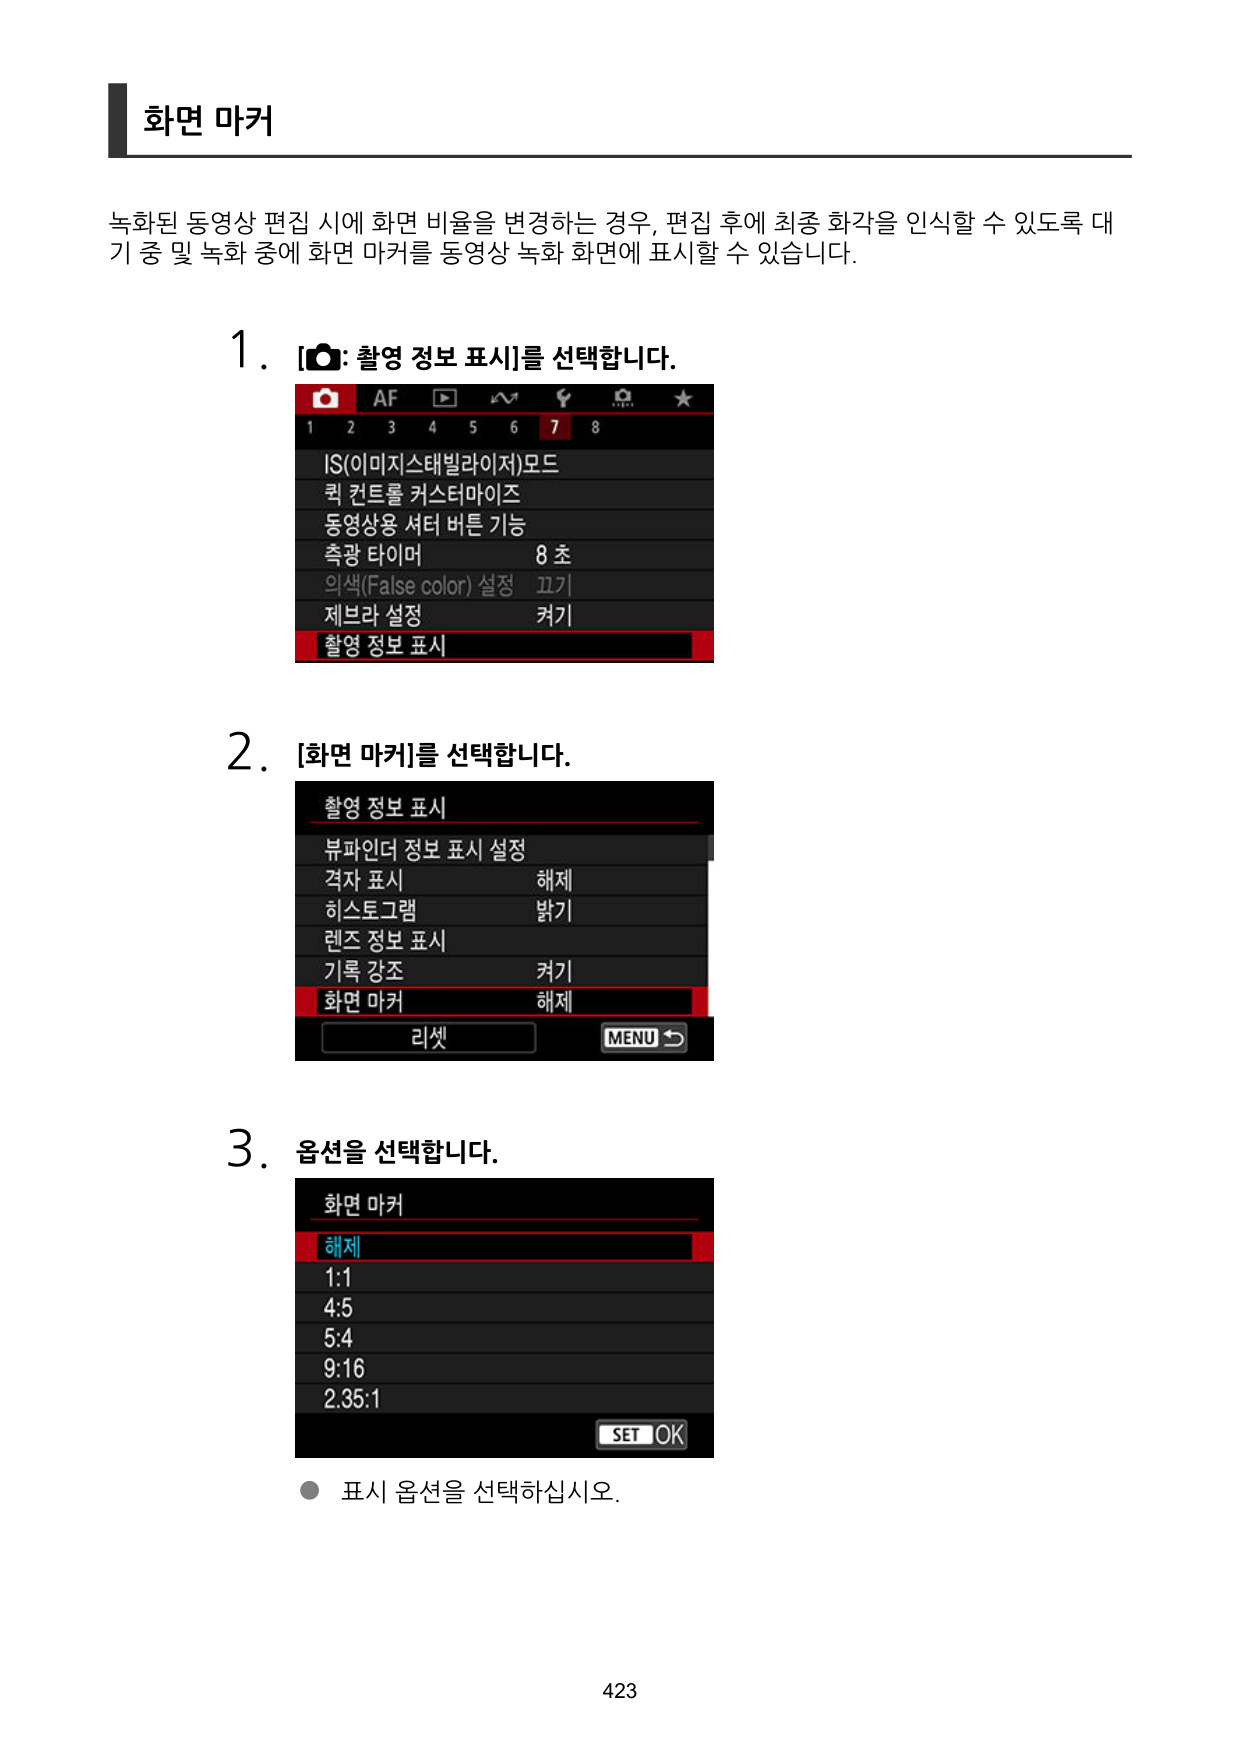 화면 마커
녹화된 동영상 편집 시에 화면 비율을 변경하는 경우, 편집 후에 최종 화각을 인식할 수 있도록 대
기 중 및 녹화 중에 화면 마커를 동영상 녹화 화면에 표시할 수 있습니다.
1. [: 촬영 정보 표시]를 선택합니다.
AF
1 2 3 4 5 6 7 8
IS(이미지스태빌라이저)모드
퀵 컨트롤 커스터마이즈
동영상용 셔터 버튼 기능
측광 타이머 8 초
의색(False color) 설정 끄기
제브라 설정 켜기
촬영 정보 표시
2. [화면 마커]를 선택합니다.
촬영 정보 표시
뷰파인더 정보 표시 설정
격자 표시 해제
히스토그램 밝기
렌즈 정보 표시
기록 강조 켜기
화면 마커 해제
리셋 MENU
3. 옵션을 선택합니다.
화면 마커
해제
1:1
4:5
5:4
9:16
2.35:1
SET OK
● 표시 옵션을 선택하십시오.
423